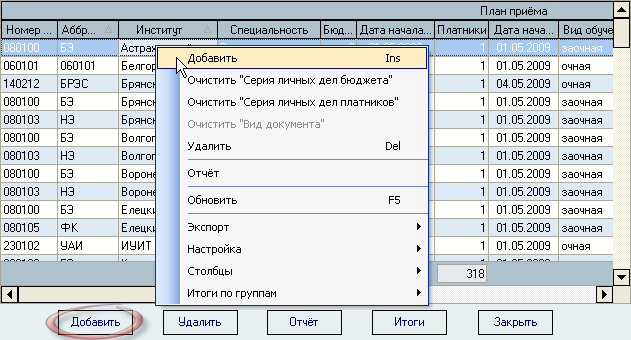 План приёма
Номер ... Аббр... Институт Специальность Бюд... Дата начала... Платники Дата нача... Вид обуче
080100 БЭ 1 01.05.2009 заочная
060101 060101 Белгор 1 01.05.2009 очная
140212 БРЭС Брянск 1 04.05.2009 очная
080100 БЭ Брянск 1 01.05.2009 заочная
080103 НЭ Брянск 1 01.05.2009 заочная
080100 БЭ Волгог 1 01.05.2009 заочная
080103 НЭ Волгог 1 01.05.2009 заочная
080100 БЭ Вороне 1 01.05.2009 заочная
080103 НЭ Вороне 1 01.05.2009 заочная
080100 БЭ Елецки 1 01.05.2009 заочная
080105 ФК Елецки 1 01.05.2009 заочная
230102 УАИ ИУИТ 1 01.05.2009 очная
318
Добавить Ins
Очистить "Серия личных дел бюджета"
Очистить "Серия личных дел платников"
Очистить "Вид документа"
Удалить Del
Отчёт
Обновить F5
Экспорт
Настройка
Столбцы
Итоги по группам
Добавить Удалить Отчёт Итоги Закрыть